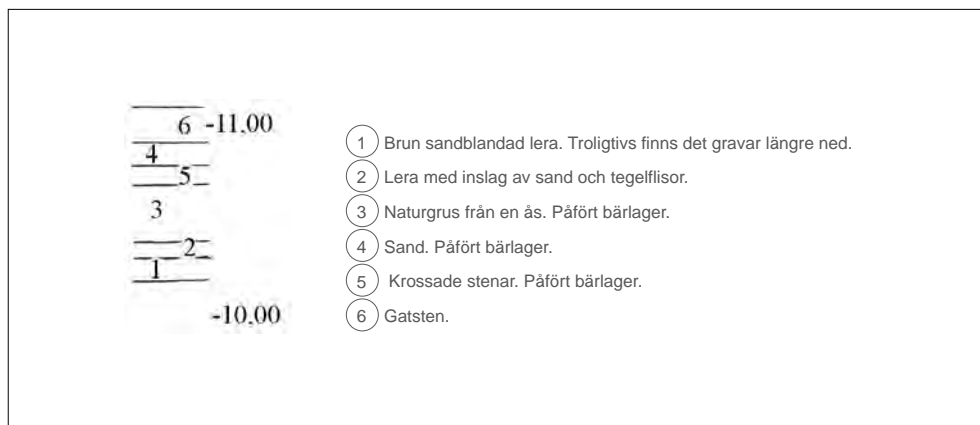 6 -11,00
4
5
3
2
1
-10,00
1 Brun sandblandad lera. Troligtivs finns det gravar längre ned.
2 Lera med inslag av sand och tegelflisor.
3 Naturgrus från en ås. Påfört bärlager.
4 Sand. Påfört bärlager.
5 Krossade stenar. Påfört bärlager.
6 Gatsten.